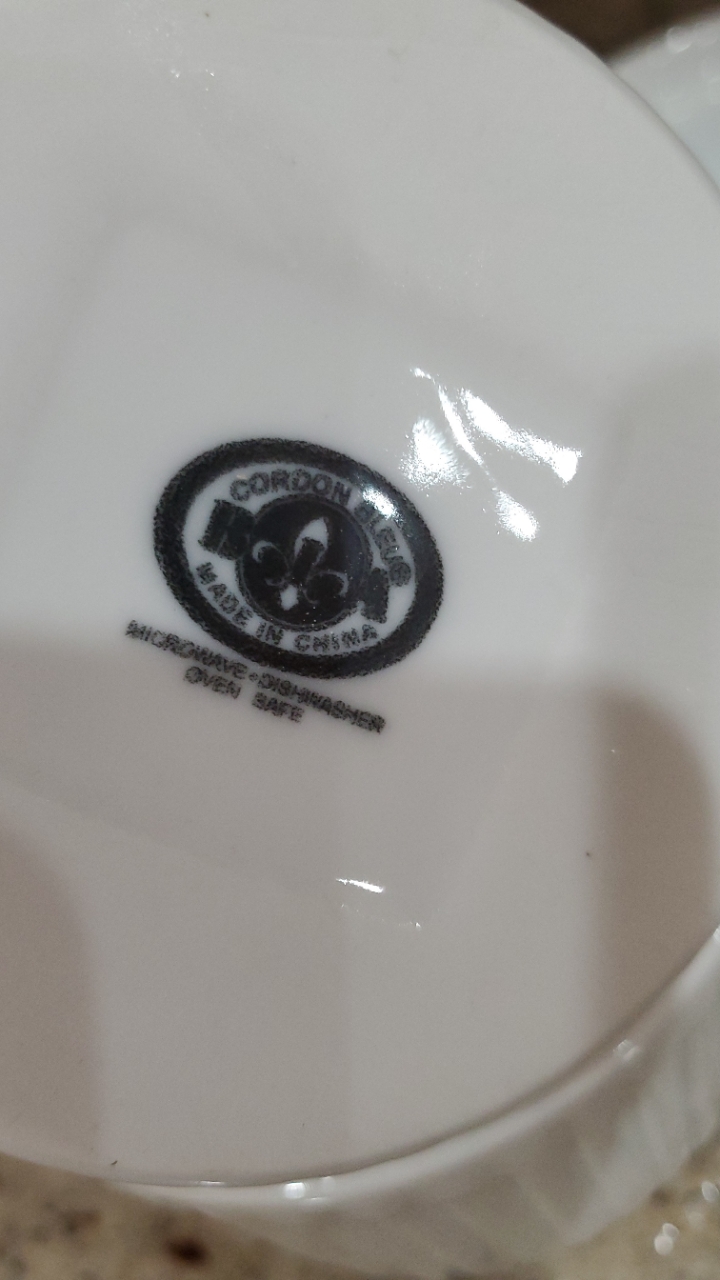 CORDON BLEU
MADE IN CHINA
MICROWAVE • DISHWASHER
OVEN SAFE